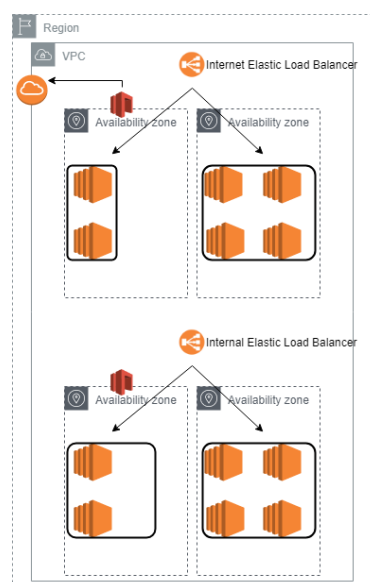 Region
VPC
Internet Elastic Load Balancer
Availability zone
Availability zone
Internal Elastic Load Balancer
Availability zone
Availability zone